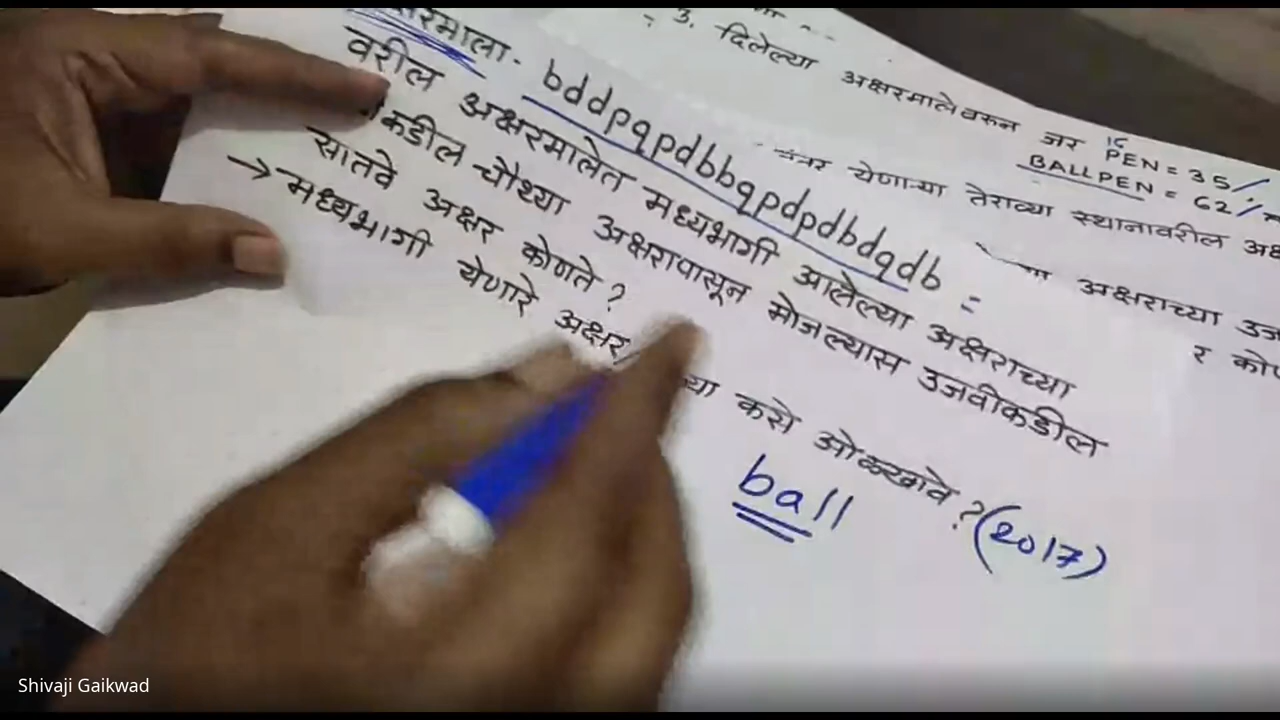 3. दिलेल्या अक्षरमालेवरून जर PEN = 35/
16
BALLPEN = 62/
नंतर येणाऱ्या तेराव्या स्थानावरील
अक्षराच्या
र
अक्षरमाला - bddpqpdbbqpdpdbdqdb =
वरील अक्षरमालेत मध्यभागी आलेल्या अक्षराच्या
कडील चौथ्या अक्षरापासून मोजल्यास उजवीकडील
सातवे अक्षर कोणते ?
→ मध्यभागी येणारे अक्षर कसे ओळखावे ? (2017)
ball
Shivaji Gaikwad